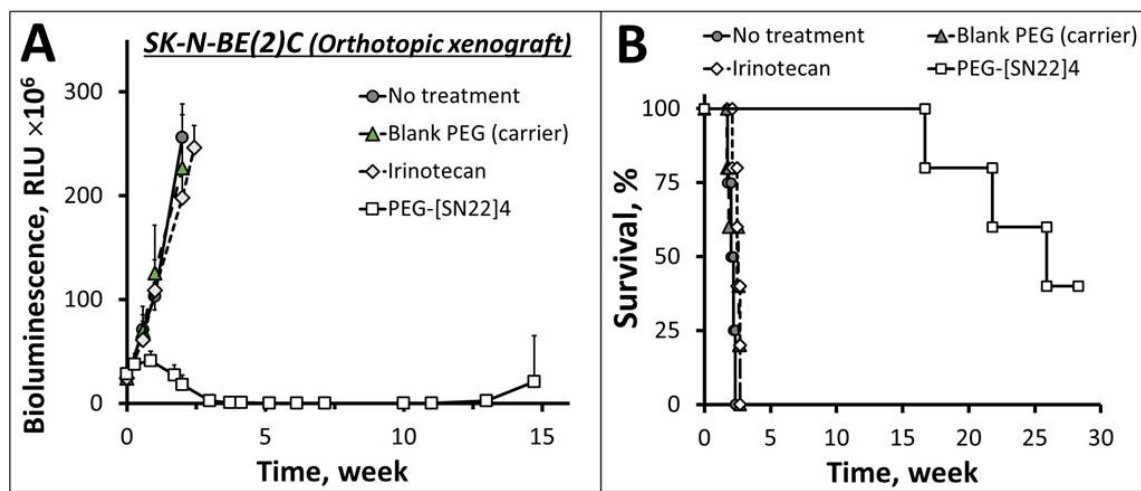 A
SK-N-BE(2)C (Orthotopic xenograft)
No treatment
Blank PEG (carrier)
Irinotecan
PEG-[SN22]4
Bioluminescence, RLU ×10⁶
300
200
100
0
0
5
10
15
Time, week
B
No treatment
Blank PEG (carrier)
Irinotecan
PEG-[SN22]4
Survival, %
100
75
50
25
0
0
5
10
15
20
25
30
Time, week